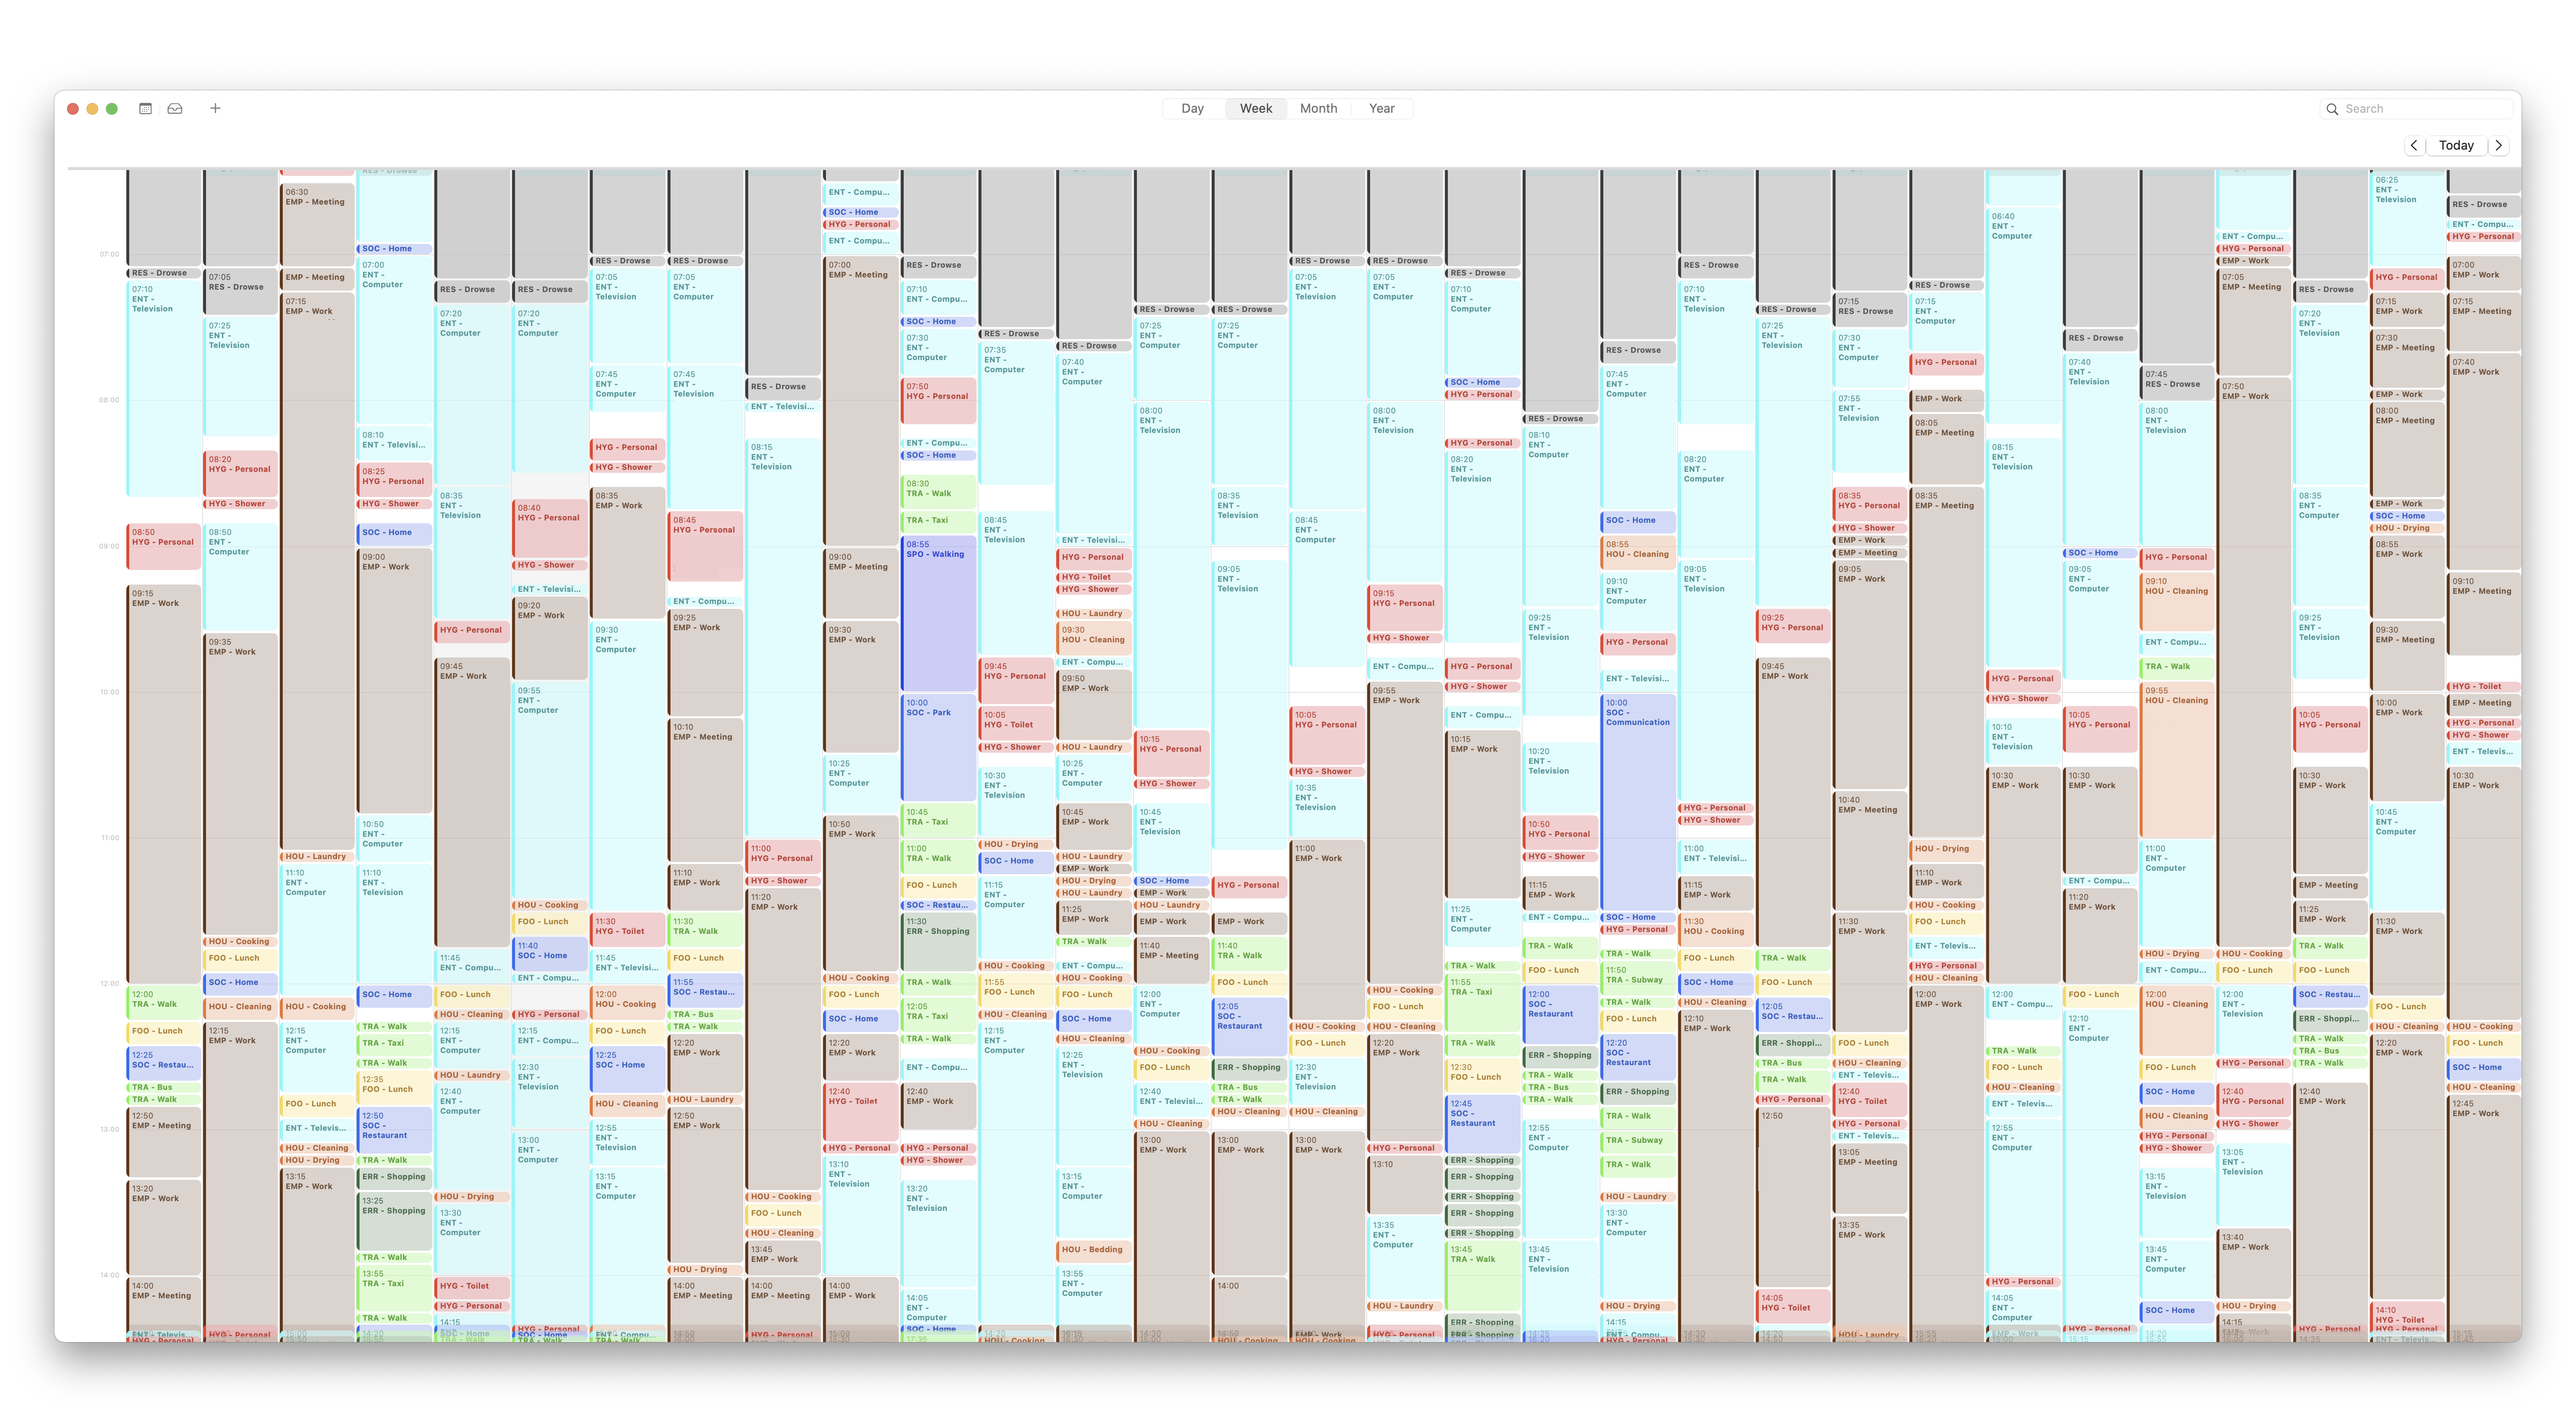 Day
Week
Month
Year
Search
Today
07:00
08:00
09:00
10:00
11:00
12:00
13:00
14:00
RES - Drowse
07:10
ENT -
Television
08:50
HYG - Personal
09:15
EMP - Work
12:00
TRA - Walk
FOO - Lunch
12:25
SOC - Restau...
TRA - Bus
TRA - Walk
12:50
EMP - Meeting
13:20
EMP - Work
14:00
EMP - Meeting
07:05
RES - Drowse
07:25
ENT -
Television
08:20
HYG - Personal
HYG - Shower
08:50
ENT -
Computer
09:35
EMP - Work
HOU - Cooking
FOO - Lunch
SOC - Home
HOU - Cleaning
12:15
EMP - Work
HYG - Personal
06:30
EMP - Meeting
EMP - Meeting
07:15
EMP - Work
HOU - Laundry
11:10
ENT -
Computer
HOU - Cooking
12:15
ENT -
Computer
FOO - Lunch
ENT - Televis...
HOU - Cleaning
HOU - Drying
13:15
EMP - Work
RES - Drowse
SOC - Home
07:00
ENT -
Computer
08:10
ENT - Televisi...
08:25
HYG - Personal
HYG - Shower
SOC - Home
09:00
EMP - Work
10:50
ENT -
Computer
11:10
ENT -
Television
SOC - Home
TRA - Walk
TRA - Taxi
TRA - Walk
12:35
FOO - Lunch
12:50
SOC -
Restaurant
TRA - Walk
ERR - Shopping
13:25
ERR - Shopping
TRA - Walk
13:55
TRA - Taxi
TRA - Walk
RES - Drowse
07:20
ENT -
Computer
08:35
ENT -
Television
HYG - Personal
09:45
EMP - Work
11:45
ENT - Compu...
FOO - Lunch
HOU - Cleaning
12:15
ENT -
Computer
HOU - Laundry
12:40
ENT -
Computer
HOU - Drying
13:30
ENT -
Computer
HYG - Toilet
HYG - Personal
14:15
RES - Drowse
07:20
ENT -
Computer
08:40
HYG - Personal
HYG - Shower
ENT - Televisi...
09:20
EMP - Work
09:55
ENT -
Computer
HOU - Cooking
FOO - Lunch
11:40
SOC - Home
ENT - Compu...
HYG - Personal
12:15
ENT - Compu...
12:30
ENT -
Television
13:00
ENT -
Computer
HYG - Personal
SOC - Home
RES - Drowse
07:05
ENT -
Television
07:45
ENT -
Computer
HYG - Personal
HYG - Shower
08:35
EMP - Work
09:30
ENT -
Computer
11:30
HYG - Toilet
11:45
ENT - Televisi...
12:00
HOU - Cooking
FOO - Lunch
12:25
SOC - Home
HOU - Cleaning
12:55
ENT -
Television
13:15
ENT -
Computer
RES - Drowse
07:05
ENT -
Computer
07:45
ENT -
Television
08:45
HYG - Personal
ENT - Compu...
09:25
EMP - Work
10:10
EMP - Meeting
11:10
EMP - Work
11:30
TRA - Walk
FOO - Lunch
11:55
SOC - Restau...
TRA - Bus
TRA - Walk
12:20
EMP - Work
HOU - Laundry
12:50
EMP - Work
HOU - Drying
14:00
EMP - Meeting
RES - Drowse
ENT - Televisi...
08:15
ENT -
Television
11:00
HYG - Personal
HYG - Shower
11:20
EMP - Work
HOU - Cooking
FOO - Lunch
HOU - Cleaning
13:45
EMP - Work
14:00
EMP - Meeting
HYG - Personal
ENT - Compu...
SOC - Home
HYG - Personal
ENT - Compu...
07:00
EMP - Meeting
09:00
EMP - Meeting
09:30
EMP - Work
10:25
ENT -
Computer
10:50
EMP - Work
HOU - Cooking
FOO - Lunch
SOC - Home
12:20
EMP - Work
12:40
HYG - Toilet
HYG - Personal
13:10
ENT -
Television
14:00
EMP - Work
RES - Drowse
07:10
ENT - Compu...
SOC - Home
07:30
ENT -
Computer
07:50
HYG - Personal
ENT - Compu...
SOC - Home
08:30
TRA - Walk
TRA - Taxi
08:55
SPO - Walking
10:00
SOC - Park
10:45
TRA - Taxi
11:00
TRA - Walk
FOO - Lunch
SOC - Restau...
11:30
ERR - Shopping
TRA - Walk
12:05
TRA - Taxi
TRA - Walk
ENT - Compu...
12:40
EMP - Work
HYG - Personal
HYG - Shower
13:20
ENT -
Television
14:05
ENT -
Computer
SOC - Home
RES - Drowse
07:35
ENT -
Computer
08:45
ENT -
Television
09:45
HYG - Personal
10:05
HYG - Toilet
HYG - Shower
10:30
ENT -
Television
HOU - Drying
SOC - Home
11:15
ENT -
Computer
HOU - Cooking
11:55
FOO - Lunch
HOU - Cleaning
12:15
ENT -
Computer
RES - Drowse
07:40
ENT -
Computer
ENT - Televisi...
HYG - Personal
HYG - Toilet
HYG - Shower
HOU - Laundry
09:30
HOU - Cleaning
ENT - Compu...
09:50
EMP - Work
HOU - Laundry
10:25
ENT -
Computer
10:45
EMP - Work
HOU - Laundry
EMP - Work
HOU - Drying
HOU - Laundry
11:25
EMP - Work
TRA - Walk
ENT - Compu...
HOU - Cooking
FOO - Lunch
SOC - Home
HOU - Cleaning
12:25
ENT -
Television
13:15
ENT -
Computer
HOU - Bedding
13:55
ENT -
Computer
RES - Drowse
07:25
ENT -
Computer
08:00
ENT -
Television
10:15
HYG - Personal
HYG - Shower
10:45
ENT -
Television
SOC - Home
EMP - Work
HOU - Laundry
EMP - Work
11:40
EMP - Meeting
12:00
ENT -
Computer
HOU - Cooking
FOO - Lunch
12:40
ENT - Televisi...
HOU - Cleaning
13:00
EMP - Work
RES - Drowse
07:25
ENT -
Computer
08:35
ENT -
Computer
09:05
ENT -
Television
HYG - Personal
EMP - Work
11:40
TRA - Walk
FOO - Lunch
12:05
SOC -
Restaurant
ERR - Shopping
TRA - Bus
TRA - Walk
HOU - Cleaning
13:00
EMP - Work
14:00
RES - Drowse
07:05
ENT -
Television
08:45
ENT -
Computer
10:05
HYG - Personal
HYG - Shower
10:35
ENT -
Television
11:00
EMP - Work
HOU - Cooking
FOO - Lunch
12:30
ENT -
Television
HOU - Cleaning
13:00
EMP - Work
RES - Drowse
07:05
ENT -
Computer
08:00
ENT -
Television
09:15
HYG - Personal
HYG - Shower
ENT - Compu...
09:55
EMP - Work
HOU - Cooking
FOO - Lunch
HOU - Cleaning
12:20
EMP - Work
HYG - Personal
13:10
13:35
ENT -
Computer
HOU - Laundry
RES - Drowse
07:10
ENT -
Computer
SOC - Home
HYG - Personal
HYG - Personal
08:20
ENT -
Television
HYG - Personal
HYG - Shower
ENT - Compu...
10:15
EMP - Work
11:25
ENT -
Computer
TRA - Walk
11:55
TRA - Taxi
TRA - Walk
12:30
FOO - Lunch
12:45
SOC -
Restaurant
ERR - Shopping
ERR - Shopping
ERR - Shopping
ERR - Shopping
ERR - Shopping
13:45
TRA - Walk
ERR - Shopping
ERR - Shopping
RES - Drowse
08:10
ENT -
Computer
09:25
ENT -
Television
10:20
ENT -
Television
10:50
HYG - Personal
HYG - Shower
11:15
EMP - Work
ENT - Compu...
TRA - Walk
FOO - Lunch
12:00
SOC -
Restaurant
ERR - Shopping
TRA - Walk
TRA - Bus
TRA - Walk
12:55
ENT -
Computer
13:45
ENT -
Television
RES - Drowse
07:45
ENT -
Computer
SOC - Home
08:55
HOU - Cleaning
09:10
ENT -
Computer
HYG - Personal
ENT - Televisi...
10:00
SOC -
Communication
SOC - Home
HYG - Personal
TRA - Walk
11:50
TRA - Subway
TRA - Walk
FOO - Lunch
12:20
SOC -
Restaurant
ERR - Shopping
TRA - Walk
TRA - Subway
TRA - Walk
HOU - Laundry
13:30
ENT -
Computer
HOU - Drying
14:15
RES - Drowse
07:10
ENT -
Television
08:20
ENT -
Computer
09:05
ENT -
Television
HYG - Personal
HYG - Shower
11:00
ENT - Televisi...
11:15
EMP - Work
11:30
HOU - Cooking
FOO - Lunch
SOC - Home
HOU - Cleaning
12:10
EMP - Work
RES - Drowse
07:25
ENT -
Television
09:25
HYG - Personal
09:45
EMP - Work
TRA - Walk
FOO - Lunch
12:05
SOC - Restau...
ERR - Shoppi...
TRA - Bus
TRA - Walk
HYG - Personal
12:50
14:05
HYG - Toilet
07:15
RES - Drowse
07:30
ENT -
Computer
07:55
ENT -
Television
08:35
HYG - Personal
HYG - Shower
EMP - Work
EMP - Meeting
09:05
EMP - Work
10:40
EMP - Meeting
11:30
EMP - Work
FOO - Lunch
HOU - Cleaning
ENT - Televis...
12:40
HYG - Toilet
HYG - Personal
ENT - Televis...
13:05
EMP - Meeting
13:35
EMP - Work
HOU - Laundry
RES - Drowse
07:15
ENT -
Computer
HYG - Personal
EMP - Work
08:05
EMP - Meeting
08:35
EMP - Meeting
HOU - Drying
11:10
EMP - Work
HOU - Cooking
FOO - Lunch
ENT - Televis...
HYG - Personal
HOU - Cleaning
12:00
EMP - Work
06:40
ENT -
Computer
08:15
ENT -
Television
HYG - Personal
HYG - Shower
10:10
ENT -
Television
10:30
EMP - Work
12:00
ENT - Compu...
TRA - Walk
FOO - Lunch
HOU - Cleaning
ENT - Televis...
12:55
ENT -
Computer
HYG - Personal
14:05
ENT -
Computer
RES - Drowse
07:40
ENT -
Television
SOC - Home
09:05
ENT -
Computer
10:05
HYG - Personal
10:30
EMP - Work
ENT - Compu...
11:20
EMP - Work
FOO - Lunch
12:10
ENT -
Computer
HYG - Personal
07:45
RES - Drowse
08:00
ENT -
Television
HYG - Personal
09:10
HOU - Cleaning
ENT - Compu...
TRA - Walk
09:55
HOU - Cleaning
11:00
ENT -
Computer
HOU - Drying
ENT - Compu...
12:00
HOU - Cleaning
FOO - Lunch
SOC - Home
HOU - Cleaning
HYG - Personal
HYG - Shower
13:15
ENT -
Television
13:45
ENT -
Computer
SOC - Home
ENT - Compu...
HYG - Personal
EMP - Work
07:05
EMP - Meeting
07:50
EMP - Work
HOU - Cooking
FOO - Lunch
12:00
ENT -
Television
HYG - Personal
12:40
HYG - Personal
HYG - Shower
13:05
ENT -
Television
13:40
EMP - Work
HOU - Drying
14:15
RES - Drowse
07:20
ENT -
Television
08:35
ENT -
Computer
09:25
ENT -
Television
10:05
HYG - Personal
10:30
EMP - Work
EMP - Meeting
11:25
EMP - Work
TRA - Walk
FOO - Lunch
SOC - Restau...
ERR - Shoppi...
TRA - Walk
TRA - Bus
TRA - Walk
12:40
EMP - Work
HYG - Personal
06:25
ENT -
Television
HYG - Personal
07:15
EMP - Work
07:30
EMP - Meeting
EMP - Work
08:00
EMP - Meeting
EMP - Work
SOC - Home
HOU - Drying
08:55
EMP - Work
09:30
EMP - Meeting
10:00
EMP - Work
10:45
ENT -
Computer
11:30
EMP - Work
FOO - Lunch
HOU - Cleaning
12:20
EMP - Work
14:10
HYG - Toilet
HYG - Personal
RES - Drowse
ENT - Compu...
HYG - Personal
07:00
EMP - Work
07:15
EMP - Meeting
07:40
EMP - Work
09:10
EMP - Meeting
HYG - Toilet
EMP - Meeting
HYG - Personal
HYG - Shower
ENT - Televis...
10:30
EMP - Work
HOU - Cooking
FOO - Lunch
SOC - Home
HOU - Cleaning
12:45
EMP - Work